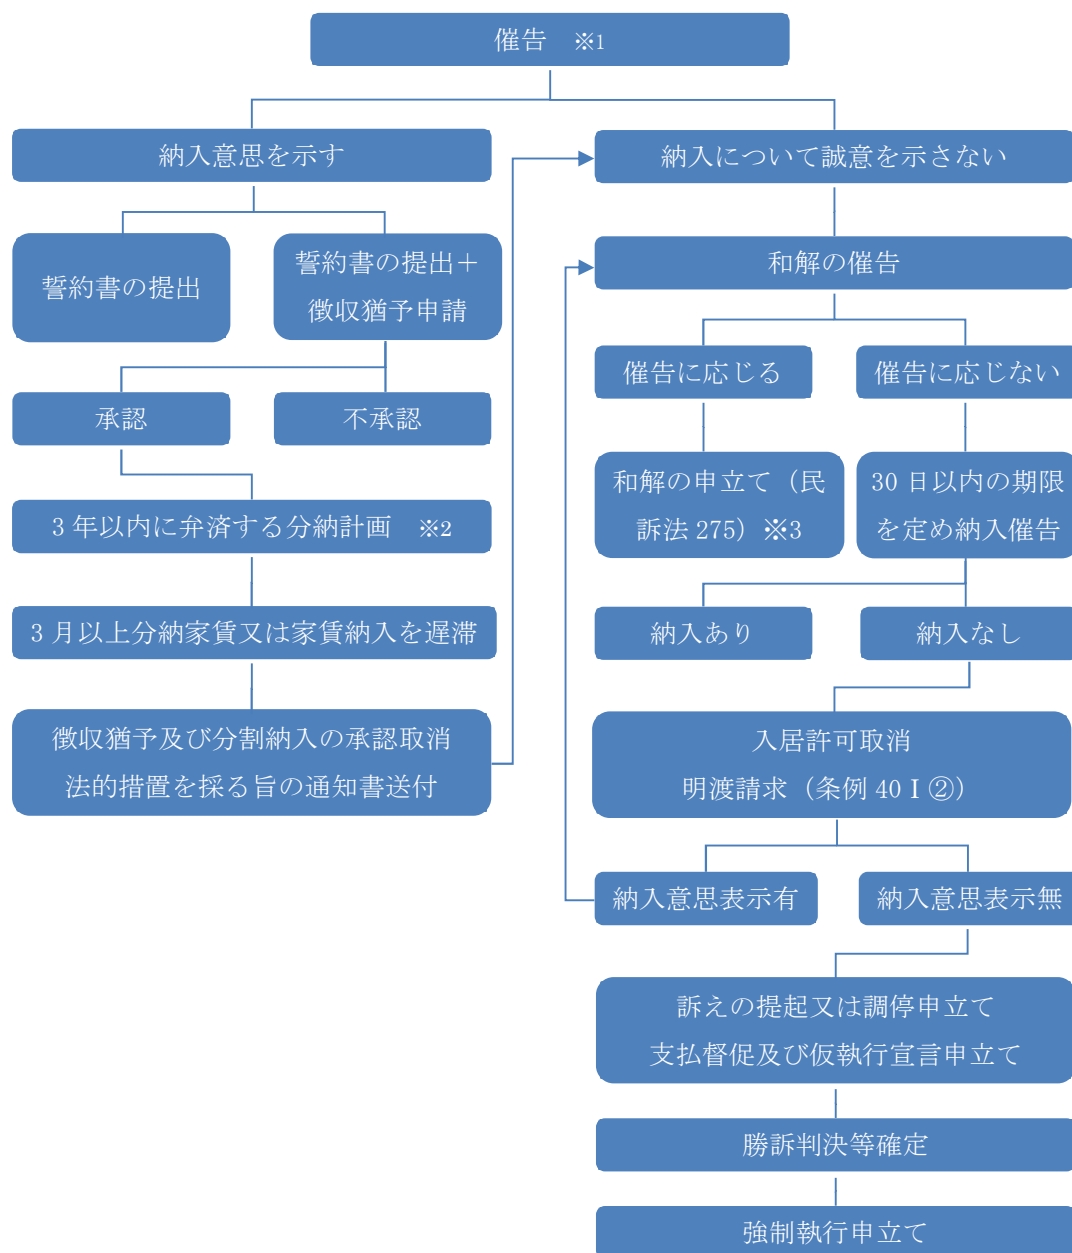 催告　※1
納入意思を示す
納入について誠意を示さない
誓約書の提出
誓約書の提出＋
徴収猶予申請
和解の催告
承認
不承認
催告に応じる
催告に応じない
3年以内に弁済する分納計画　※2
和解の申立て（民
訴法 275）※3
30日以内の期限
を定め納入催告
3月以上分納家賃又は家賃納入を遅滞
納入あり
納入なし
徴収猶予及び分割納入の承認取消
法的措置を採る旨の通知書送付
入居許可取消
明渡請求（条例 40Ⅰ②）
納入意思表示有
納入意思表示無
訴えの提起又は調停申立て
支払督促及び仮執行宣言申立て
勝訴判決等確定
強制執行申立て